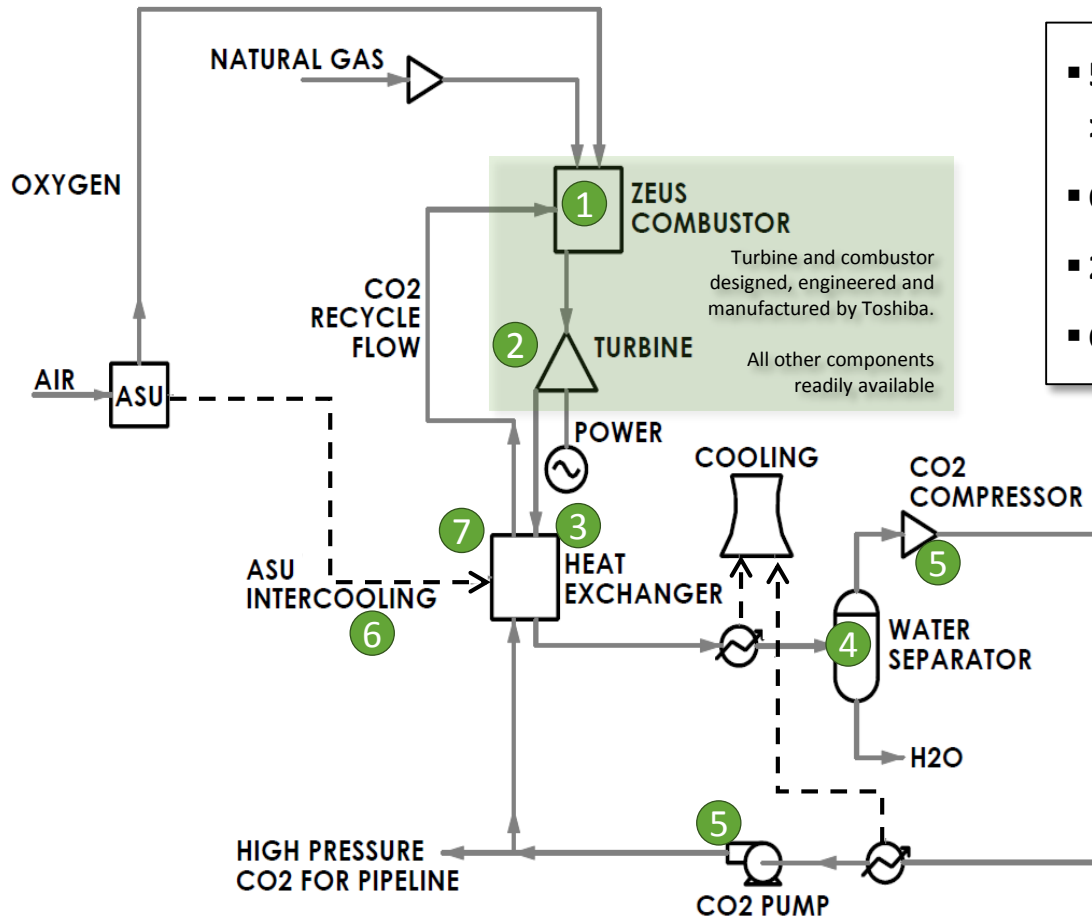 NATURAL GAS
OXYGEN
1
ZEUS
COMBUSTOR
Turbine and combustor
designed, engineered and
manufactured by Toshiba.
All other components
readily available
CO2
RECYCLE
FLOW
2
TURBINE
AIR
ASU
POWER
COOLING
CO2
COMPRESSOR
5
7
3
HEAT
EXCHANGER
ASU
INTERCOOLING
6
4
WATER
SEPARATOR
H2O
5
HIGH PRESSURE
CO2 FOR PIPELINE
CO2 PUMP